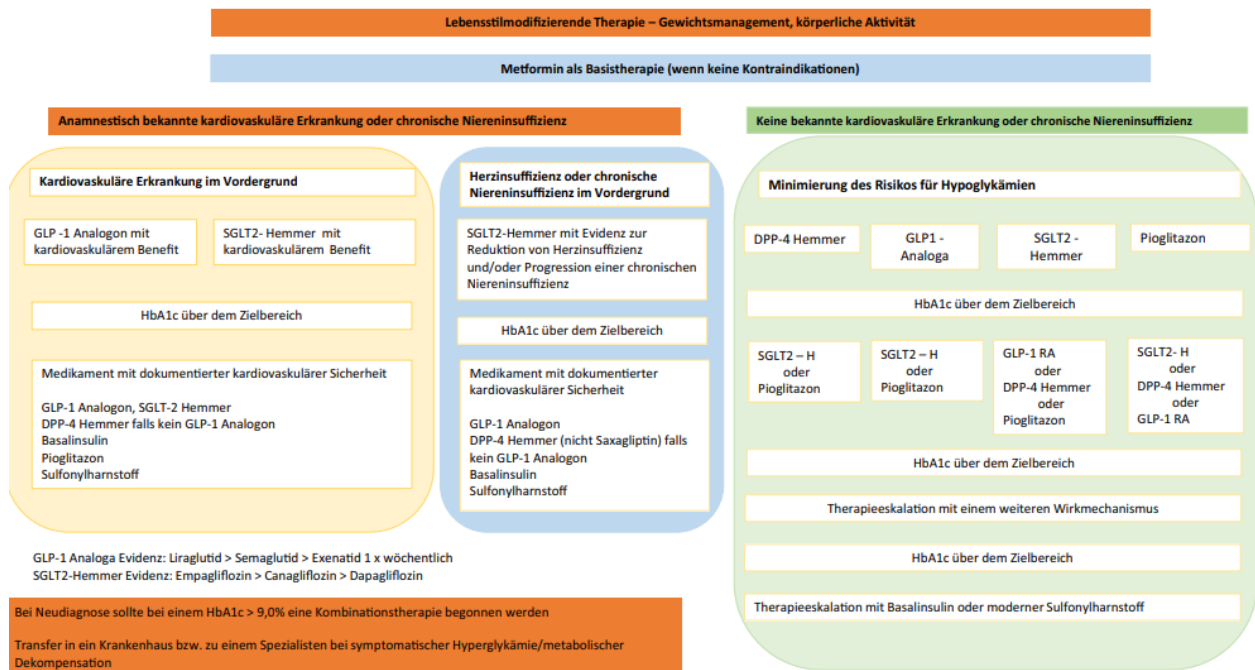 Lebensstilmodifizierende Therapie – Gewichtsmanagement, körperliche Aktivität
Metformin als Basistherapie (wenn keine Kontraindikationen)
Anamnestisch bekannte kardiovaskuläre Erkrankung oder chronische Niereninsuffizienz
Kardiovaskuläre Erkrankung im Vordergrund
GLP -1 Analogon mit
kardiovaskulärem Benefit
SGLT2- Hemmer mit
kardiovaskulärem Benefit
HbA1c über dem Zielbereich
Medikament mit dokumentierter kardiovaskulärer Sicherheit
GLP-1 Analogon, SGLT-2 Hemmer
DPP-4 Hemmer falls kein GLP-1 Analogon
Basalinsulin
Pioglitazon
Sulfonylharnstoff
Herzinsuffizienz oder chronische
Niereninsuffizienz im Vordergrund
SGLT2-Hemmer mit Evidenz zur
Reduktion von Herzinsuffizienz
und/oder Progression einer chronischen
Niereninsuffizienz
HbA1c über dem Zielbereich
Medikament mit dokumentierter
kardiovaskulärer Sicherheit
GLP-1 Analogon
DPP-4 Hemmer (nicht Saxagliptin) falls
kein GLP-1 Analogon
Basalinsulin
Sulfonylharnstoff
Keine bekannte kardiovaskuläre Erkrankung oder chronische Niereninsuffizienz
Minimierung des Risikos für Hypoglykämien
DPP-4 Hemmer
GLP1 -
Analoga
SGLT2 -
Hemmer
Pioglitazon
HbA1c über dem Zielbereich
SGLT2 – H
oder
Pioglitazon
SGLT2 – H
oder
Pioglitazon
GLP-1 RA
oder
DPP-4 Hemmer
oder
Pioglitazon
SGLT2- H
oder
DPP-4 Hemmer
oder
GLP-1 RA
HbA1c über dem Zielbereich
Therapieeskalation mit einem weiteren Wirkmechanismus
HbA1c über dem Zielbereich
Therapieeskalation mit Basalinsulin oder moderner Sulfonylharnstoff
GLP-1 Analoga Evidenz: Liraglutid > Semaglutid > Exenatid 1 x wöchentlich
SGLT2-Hemmer Evidenz: Empagliflozin > Canagliflozin > Dapagliflozin
Bei Neudiagnose sollte bei einem HbA1c > 9,0% eine Kombinationstherapie begonnen werden
Transfer in ein Krankenhaus bzw. zu einem Spezialisten bei symptomatischer Hyperglykämie/metabolischer
Dekompensation